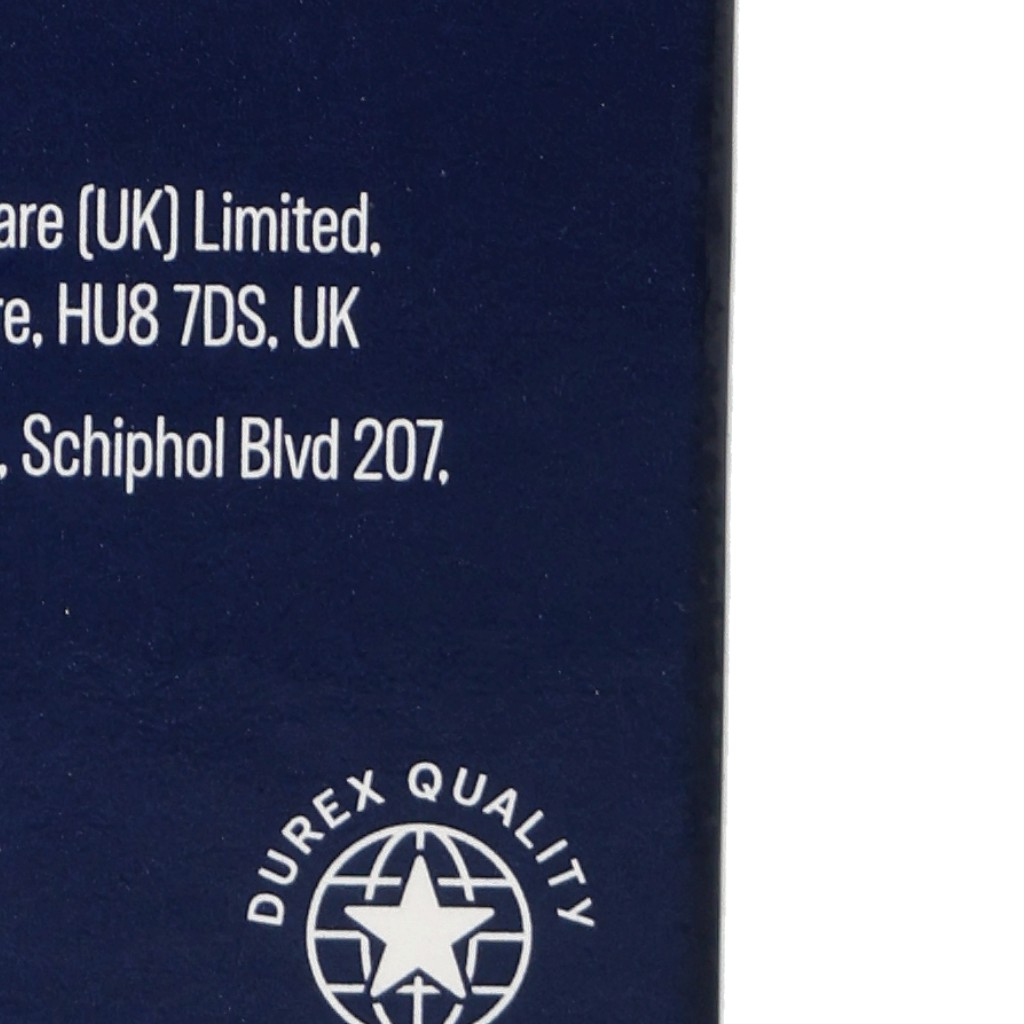 are (UK) Limited,
re, HU8 7DS, UK
, Schiphol Blvd 207,
DUREX QUALITY